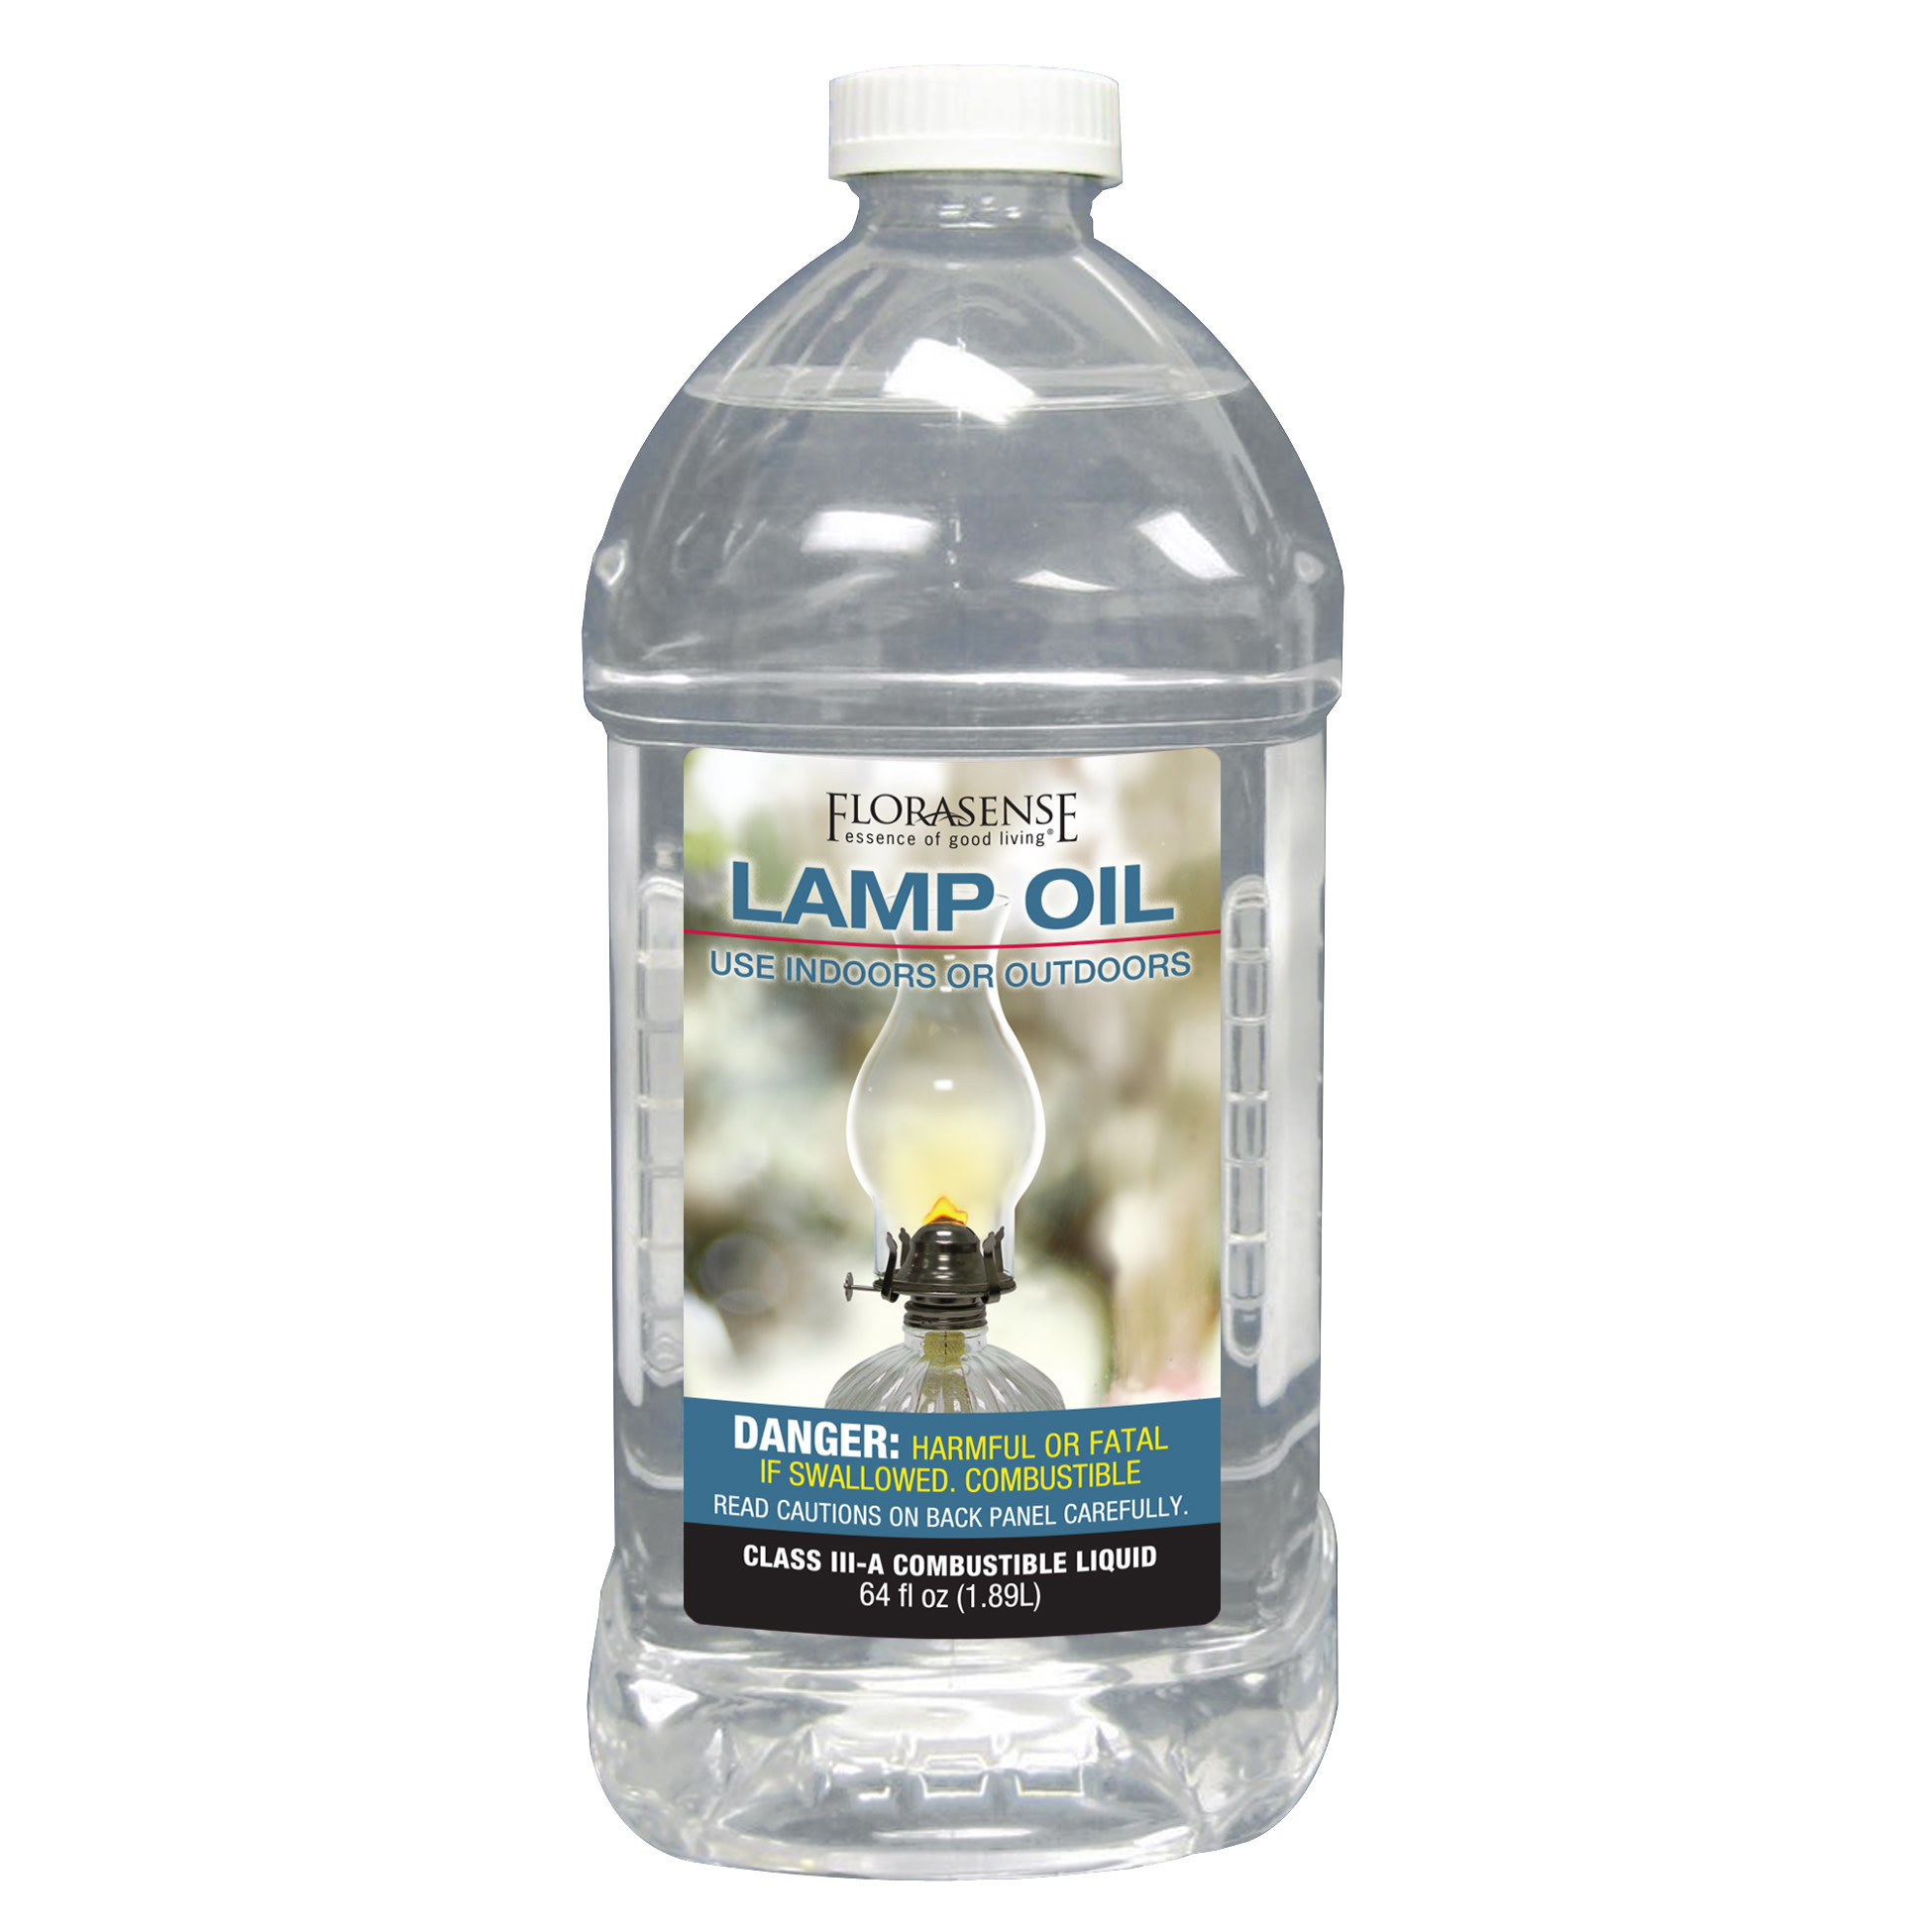 FLORASENSE
essence of good living®
LAMP OIL
USE INDOORS OR OUTDOORS
DANGER: HARMFUL OR FATAL
IF SWALLOWED. COMBUSTIBLE
READ CAUTIONS ON BACK PANEL CAREFULLY.
CLASS III-A COMBUSTIBLE LIQUID
64 fl oz (1.89L)